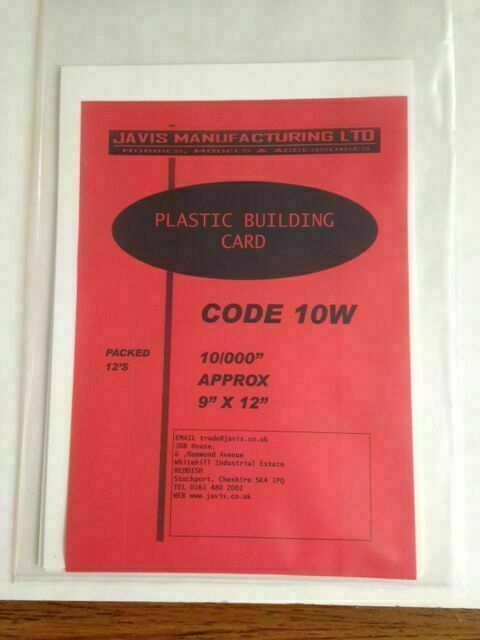 JAVIS MANUFACTURING LTD
HOBBIES, MODELS & ACCESSORIES
PLASTIC BUILDING
CARD
CODE 10W
PACKED
12'S
10/000”
APPROX
9” X 12”
EMAIL trade@javis.co.uk
JBB House,
6 ,Hammond Avenue
Whitehill Industrial Estate
REDDISH
Stockport, Cheshire SK4 1PQ
TEL 0161 480 2002
WEB www.javis.co.uk